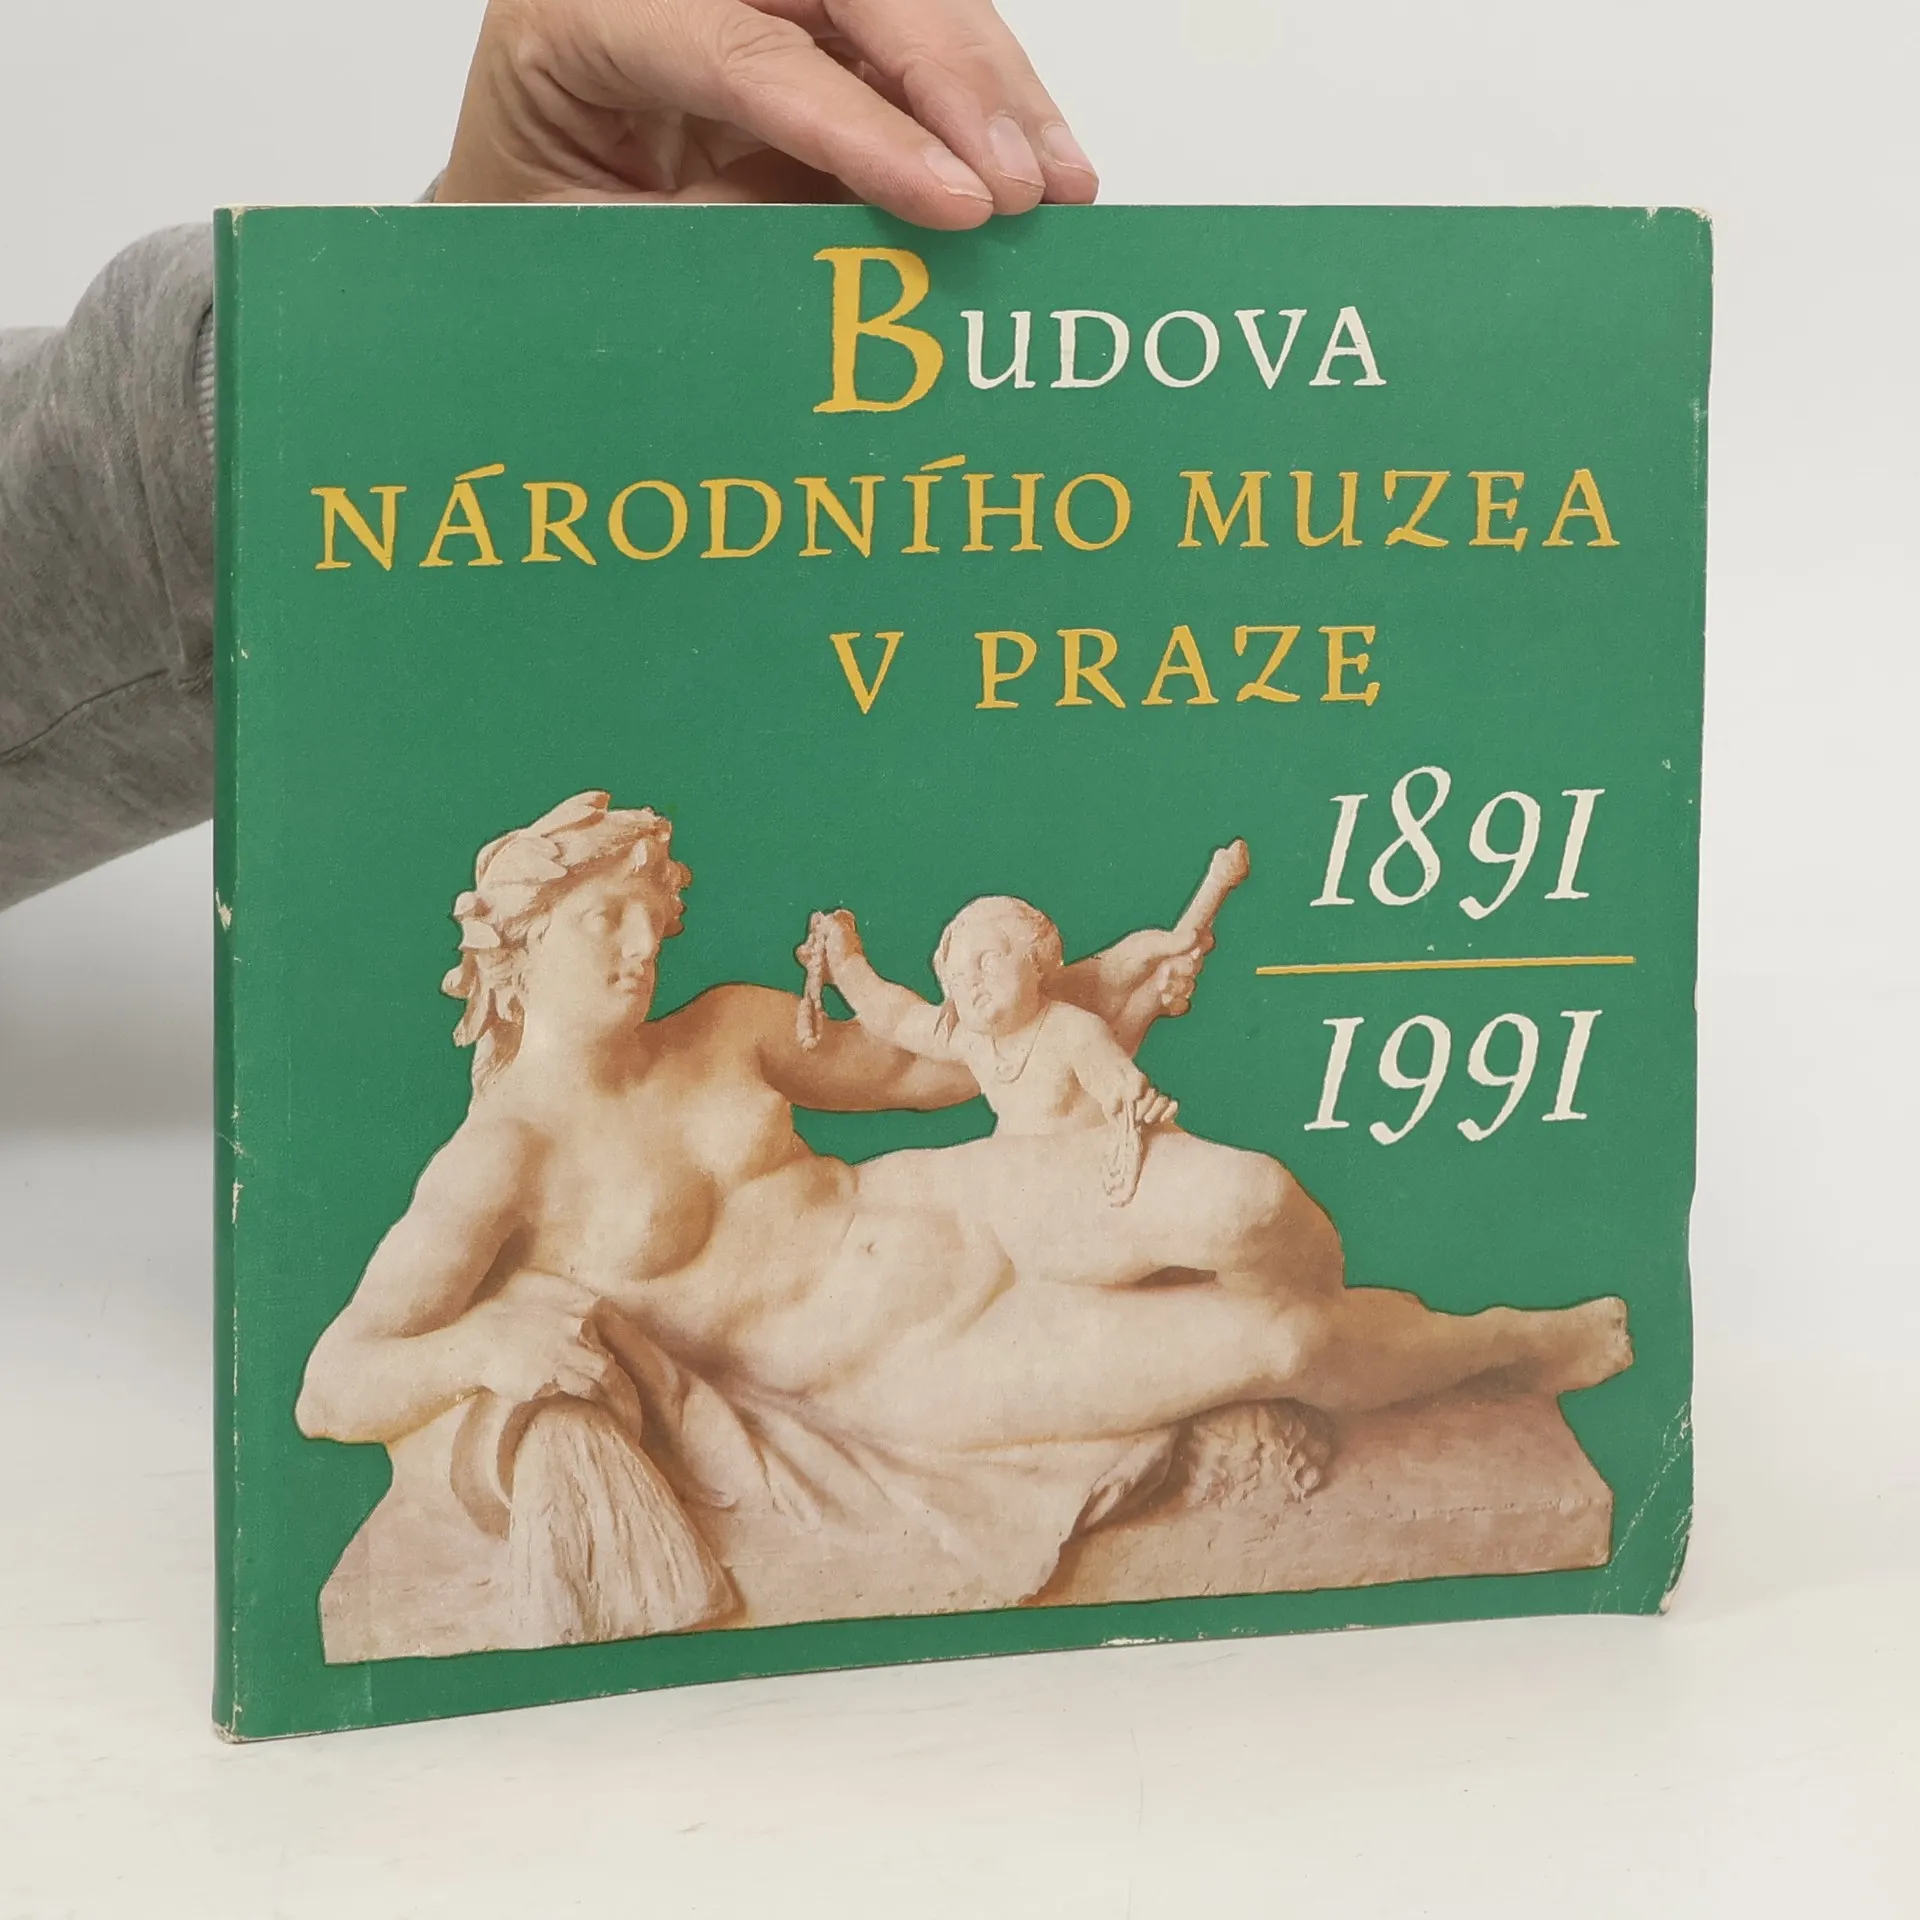 BUDOVA
NÁRODNÍHO MUZEA
V PRAZE
1891
1991